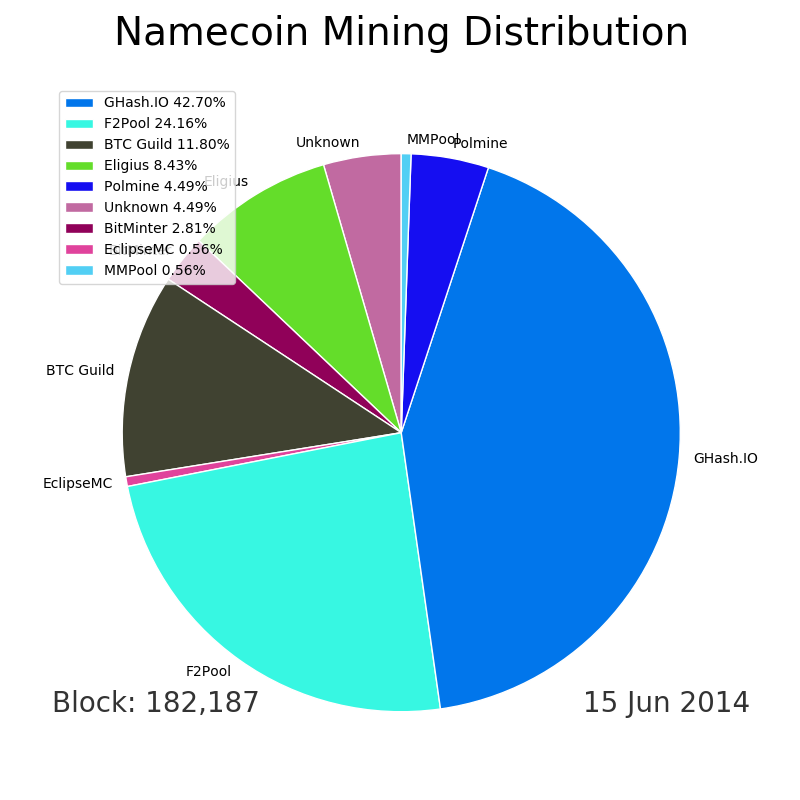 Namecoin Mining Distribution
GHash.IO 42.70%
F2Pool 24.16%
BTC Guild 11.80%
Eligius 8.43%
Polmine 4.49%
Unknown 4.49%
BitMinter 2.81%
EclipseMC 0.56%
MMPool 0.56%
Unknown
MMPool
Polmine
Eligius
BTC Guild
EclipseMC
GHash.IO
F2Pool
Block: 182,187
15 Jun 2014